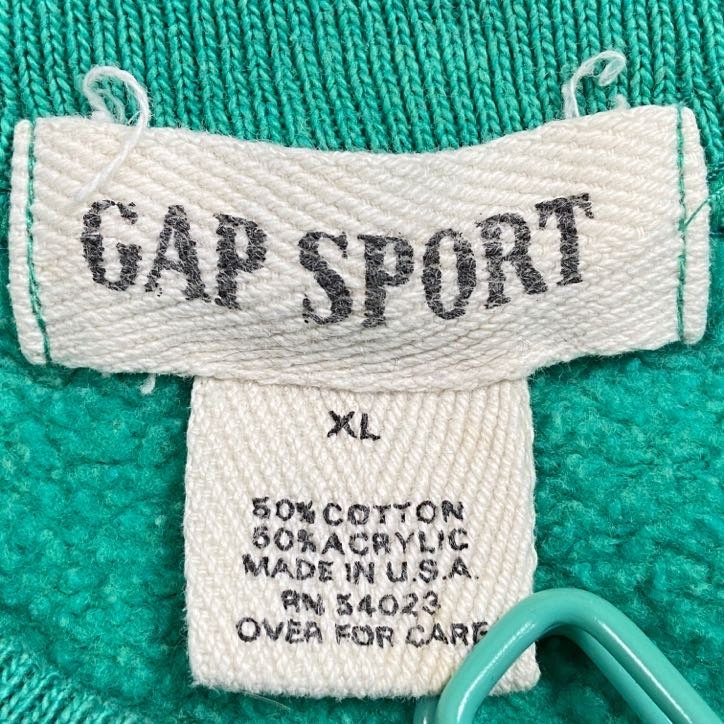 GAP SPORT
XL
50% COTTON
50% ACRYLIC
MADE IN U.S.A.
RN 54023
OVER FOR CARE